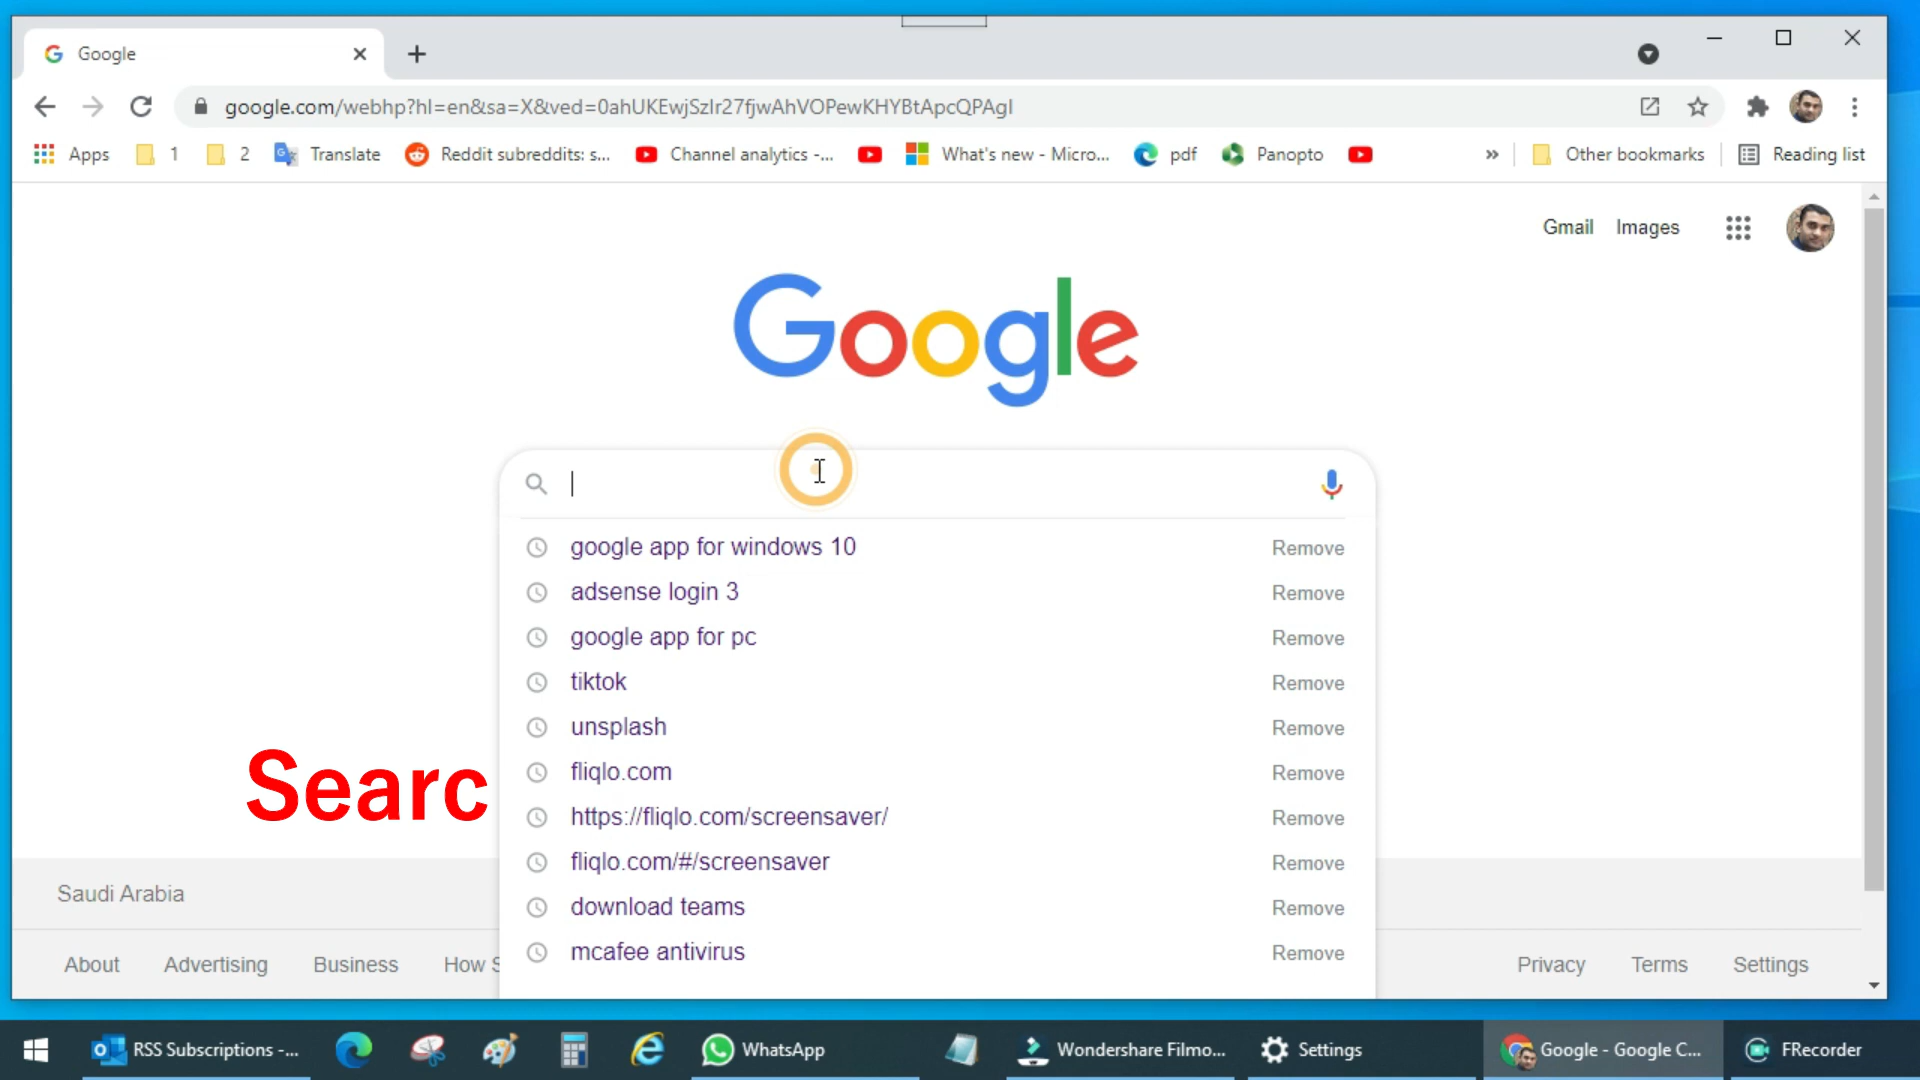 Google
google.com/webhp?hl=en&sa=X&ved=0ahUKEwjSzIr27fjwAhVOPewKHYBtApcQPAgI
Apps 1 2 Translate Reddit subreddits: s... Channel analytics -... What's new - Micro... pdf Panopto » Other bookmarks Reading list
Gmail Images
Google
google app for windows 10 Remove
adsense login 3 Remove
google app for pc Remove
tiktok Remove
unsplash Remove
fliqlo.com Remove
Searc
https://fliqlo.com/screensaver/ Remove
fliqlo.com/#/screensaver Remove
Saudi Arabia
download teams Remove
mcafee antivirus Remove
About Advertising Business How S Privacy Terms Settings
RSS Subscriptions -... WhatsApp Wondershare Filmo... Settings Google - Google C... FRecorder